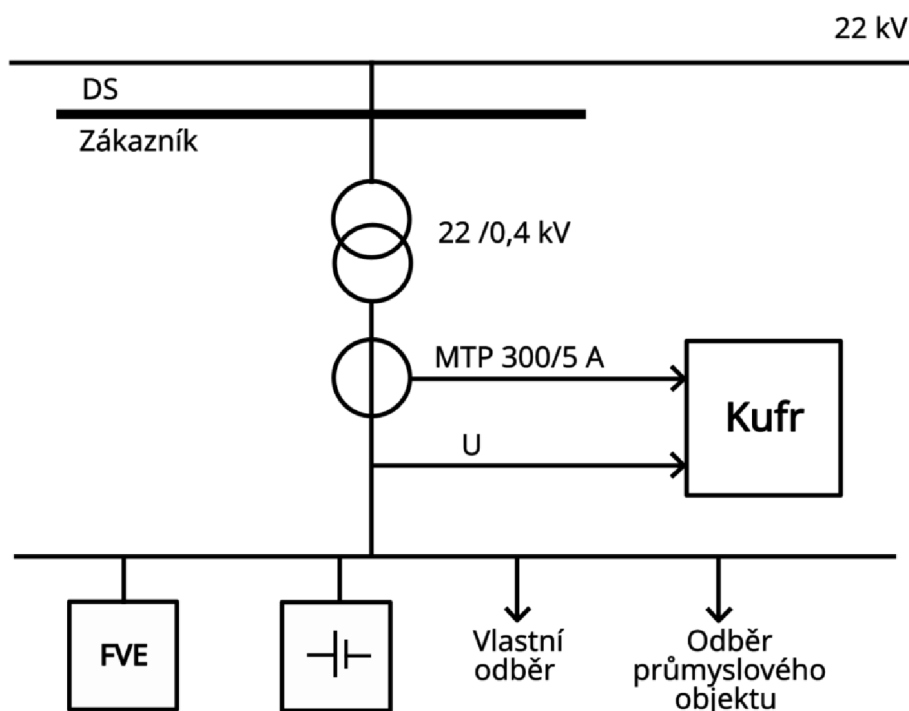 22 kV
DS
Zákazník
22 /0,4 kV
MTP 300/5 A
Kufr
U
FVE
Vlastní
odběr
Odběr
průmyslového
objektu